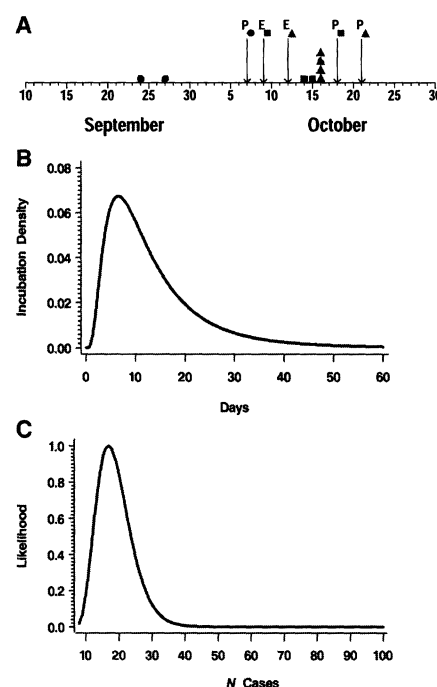 A
P E E P P
10 15 20 25 5 10 15 20 25 30
September October
B
0.08
0.06
0.04
0.02
0.00
Incubation Density
0 10 20 30 40 50 60
Days
C
1.0
0.8
0.6
0.4
0.2
0.0
Likelihood
10 20 30 40 50 60 70 80 90 100
N Cases